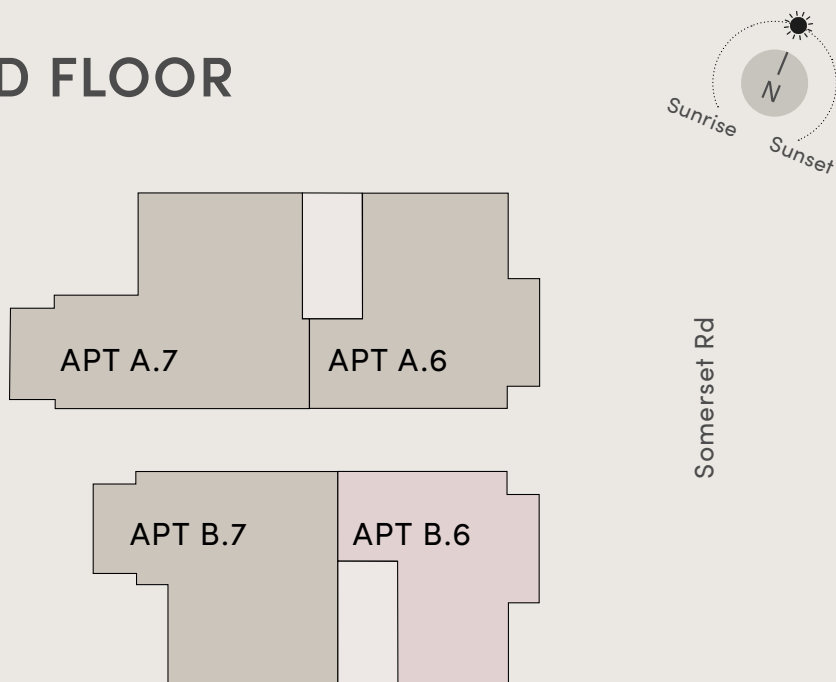 D FLOOR
N
Sunrise
Sunset
APT A.7
APT A.6
Somerset Rd
APT B.7
APT B.6